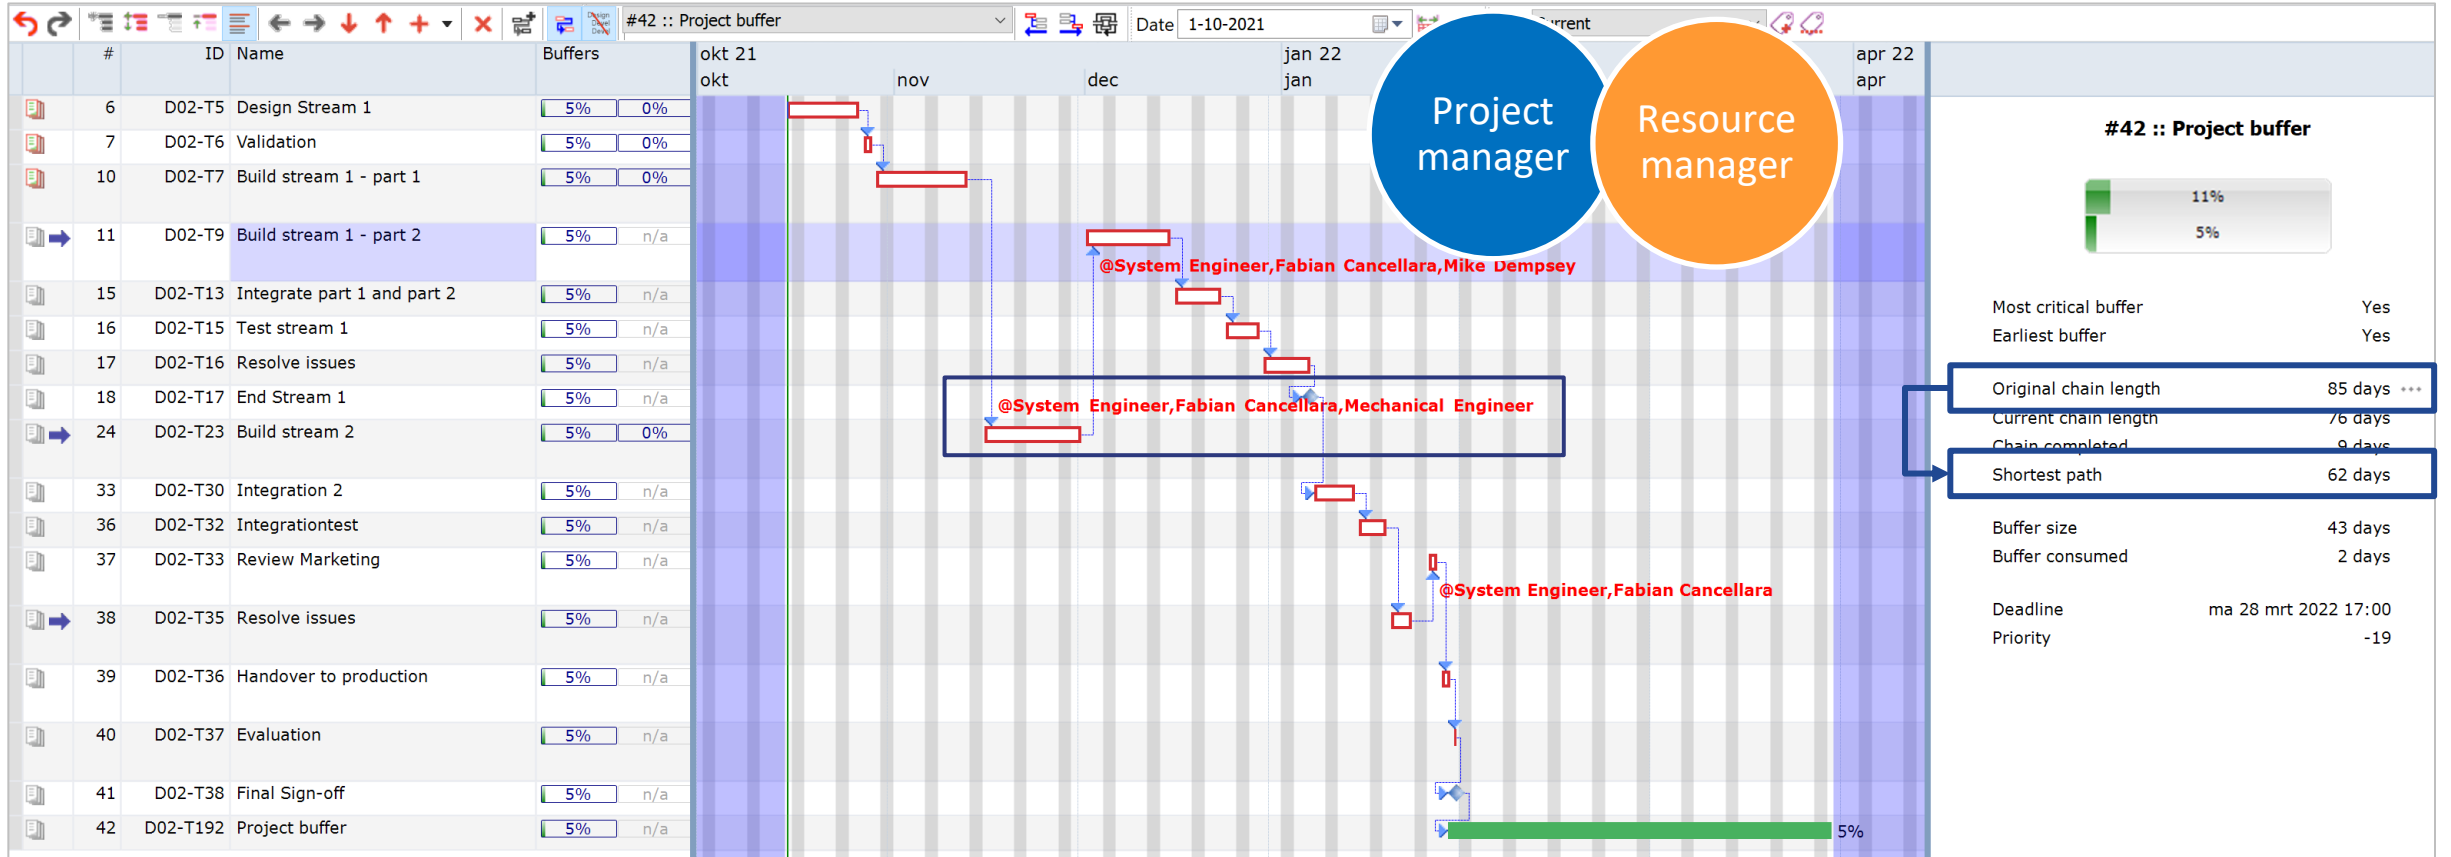 #42 :: Project buffer Date 1-10-2021
# ID Name Buffers okt 21 jan 22 apr 22
okt nov dec jan apr
Project
manager
Resource
manager
6 D02-T5 Design Stream 1 5% 0%
7 D02-T6 Validation 5% 0%
10 D02-T7 Build stream 1 - part 1 5% 0%
11 D02-T9 Build stream 1 - part 2 5% n/a
@System Engineer,Fabian Cancellara,Mike Dempsey
15 D02-T13 Integrate part 1 and part 2 5% n/a
16 D02-T15 Test stream 1 5% n/a
17 D02-T16 Resolve issues 5% n/a
18 D02-T17 End Stream 1 5% n/a
@System Engineer,Fabian Cancellara,Mechanical Engineer
24 D02-T23 Build stream 2 5% 0%
33 D02-T30 Integration 2 5% n/a
36 D02-T32 Integrationtest 5% n/a
37 D02-T33 Review Marketing 5% n/a
@System Engineer,Fabian Cancellara
38 D02-T35 Resolve issues 5% n/a
39 D02-T36 Handover to production 5% n/a
40 D02-T37 Evaluation 5% n/a
41 D02-T38 Final Sign-off 5% n/a
42 D02-T192 Project buffer 5% n/a 5%
#42 :: Project buffer
11%
5%
Most critical buffer Yes
Earliest buffer Yes
Original chain length 85 days
Current chain length 76 days
Chain completed 9 days
Shortest path 62 days
Buffer size 43 days
Buffer consumed 2 days
Deadline ma 28 mrt 2022 17:00
Priority -19